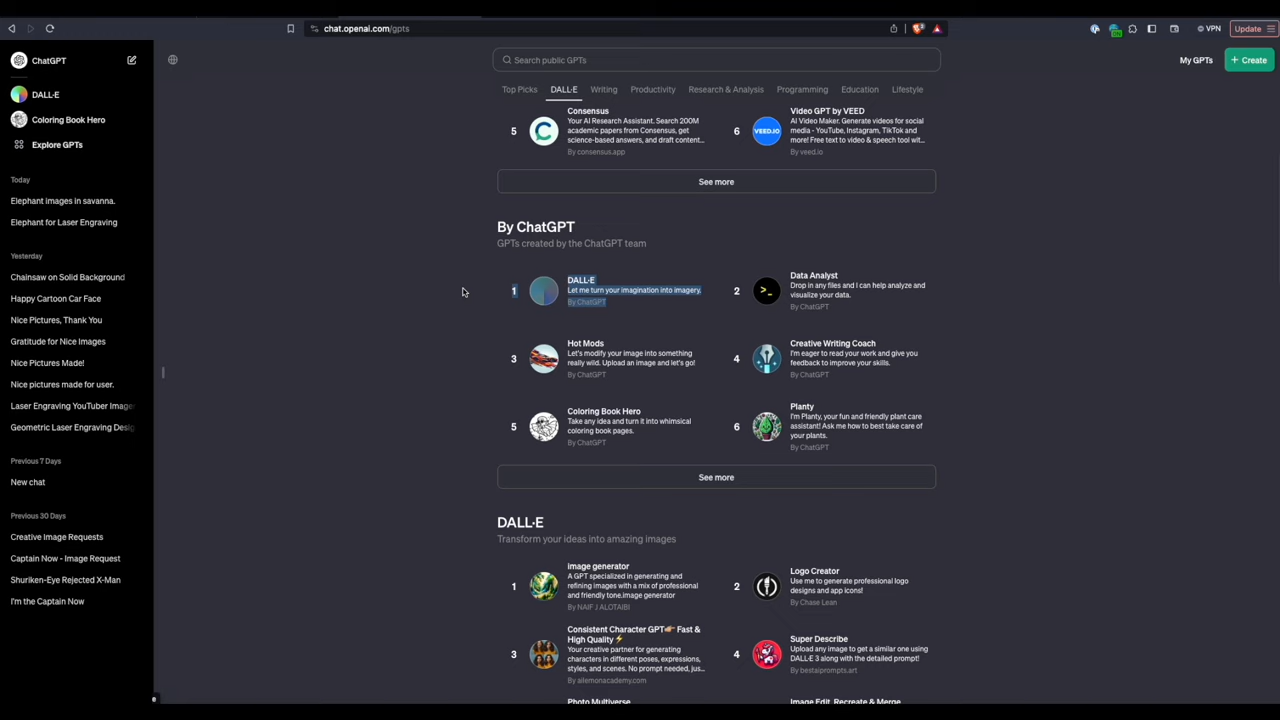 chat.openai.com/gpts
VPN
Update
ChatGPT
DALL·E
Coloring Book Hero
Explore GPTs
Today
Elephant images in savanna.
Elephant for Laser Engraving
Yesterday
Chainsaw on Solid Background
Happy Cartoon Car Face
Nice Pictures, Thank You
Gratitude for Nice Images
Nice Pictures Made!
Nice pictures made for user.
Laser Engraving YouTuber Image
Geometric Laser Engraving Desig
Previous 7 Days
New chat
Previous 30 Days
Creative Image Requests
Captain Now - Image Request
Shuriken-Eye Rejected X-Man
I'm the Captain Now
Search public GPTs
My GPTs
Create
Top Picks
DALL·E
Writing
Productivity
Research & Analysis
Programming
Education
Lifestyle
5
Consensus
Your AI Research Assistant. Search 200M
academic papers from Consensus, get
science-based answers, and draft content...
By consensus.app
6
VEED.IO
Video GPT by VEED
AI Video Maker. Generate videos for social
media - YouTube, Instagram, TikTok and
more! Free text to video & speech tool wit...
By veed.io
See more
By ChatGPT
GPTs created by the ChatGPT team
1
DALL·E
Let me turn your imagination into imagery.
By ChatGPT
2
Data Analyst
Drop in any files and I can help analyze and
visualize your data.
By ChatGPT
3
Hot Mods
Let's modify your image into something
really wild. Upload an image and let's go!
By ChatGPT
4
Creative Writing Coach
I'm eager to read your work and give you
feedback to improve your skills.
By ChatGPT
5
Coloring Book Hero
Take any idea and turn it into whimsical
coloring book pages.
By ChatGPT
6
Planty
I'm Planty, your fun and friendly plant care
assistant! Ask me how to best take care of
your plants.
By ChatGPT
See more
DALL·E
Transform your ideas into amazing images
1
image generator
A GPT specialized in generating and
refining images with a mix of professional
and friendly tone.image generator
By NAIF J ALOTAIBI
2
Logo Creator
Use me to generate professional logo
designs and app icons!
By Chase Lean
3
Consistent Character GPT👉🏼 Fast &
High Quality⚡
Your creative partner for generating
characters in different poses, expressions,
styles, and scenes. No prompt needed, jus...
By ailemonacademy.com
4
Super Describe
Upload any image to get a similar one using
DALL·E 3 along with the detailed prompt!
By bestaiprompts.art
Photo Multiverse
Image Edit, Recreate & Merge